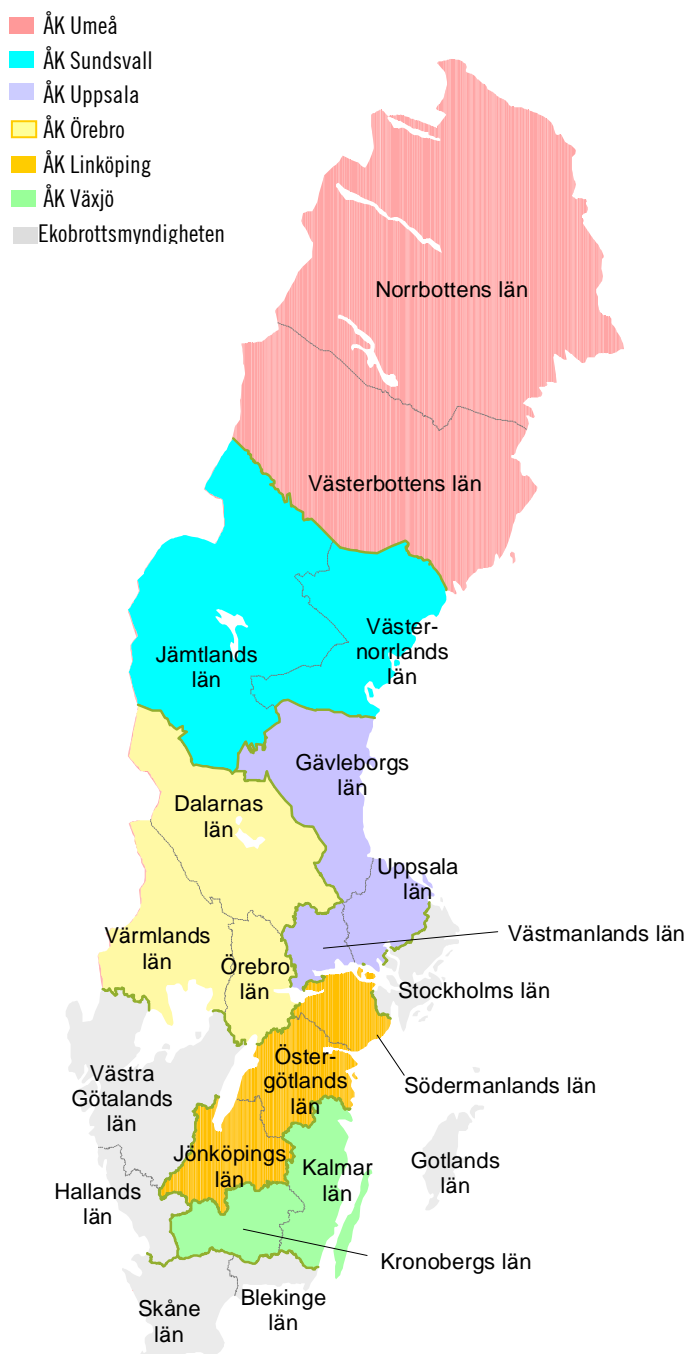 ÅK Umeå
ÅK Sundsvall
ÅK Uppsala
ÅK Örebro
ÅK Linköping
ÅK Växjö
Ekobrottsmyndigheten
Norrbottens län
Västerbottens län
Väster-
norrlands
län
Jämtlands
län
Gävleborgs
län
Dalarnas
län
Uppsala
län
Västmanlands län
Värmlands
län
Örebro
län
Stockholms län
Öster-
götlands
län
Södermanlands län
Västra
Götalands
län
Jönköpings
län
Kalmar
län
Gotlands
län
Hallands
län
Kronobergs län
Skåne
län
Blekinge
län